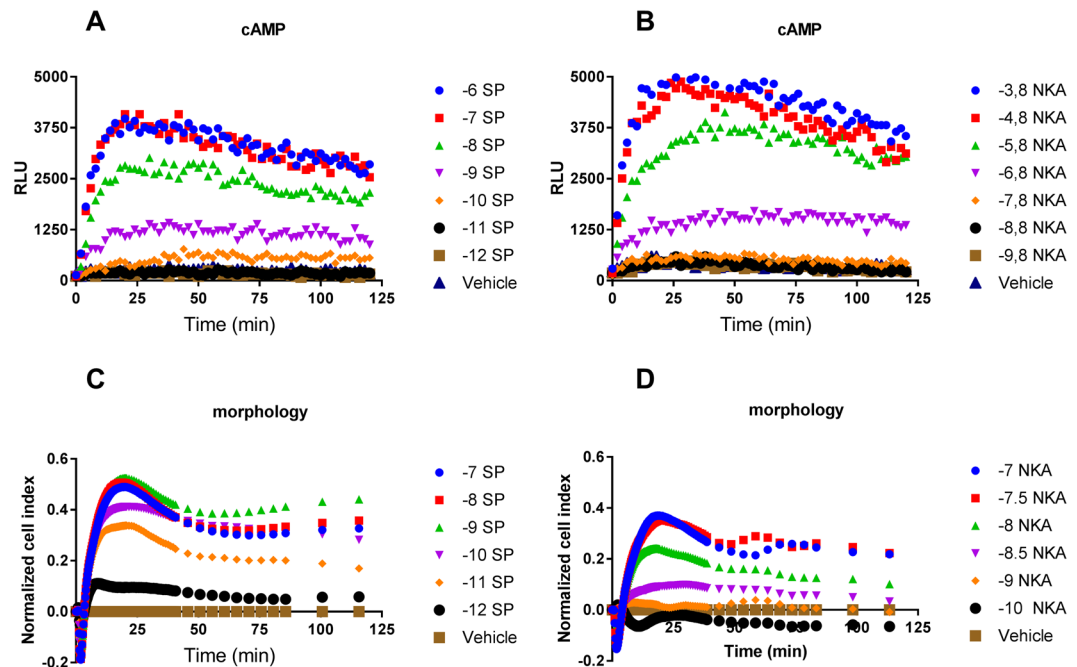 A
cAMP
RLU
5000
3750
2500
1250
0
0
25
50
75
100
125
Time (min)
-6 SP
-7 SP
-8 SP
-9 SP
-10 SP
-11 SP
-12 SP
Vehicle
B
cAMP
RLU
5000
3750
2500
1250
0
0
25
50
75
100
125
Time (min)
-3,8 NKA
-4,8 NKA
-5,8 NKA
-6,8 NKA
-7,8 NKA
-8,8 NKA
-9,8 NKA
Vehicle
C
morphology
Normalized cell index
0.6
0.4
0.2
0.0
-0.2
25
50
75
100
125
Time (min)
-7 SP
-8 SP
-9 SP
-10 SP
-11 SP
-12 SP
Vehicle
D
morphology
Normalized cell index
0.6
0.4
0.2
0.0
-0.2
25
50
75
100
125
Time (min)
-7 NKA
-7.5 NKA
-8 NKA
-8.5 NKA
-9 NKA
-10 NKA
Vehicle